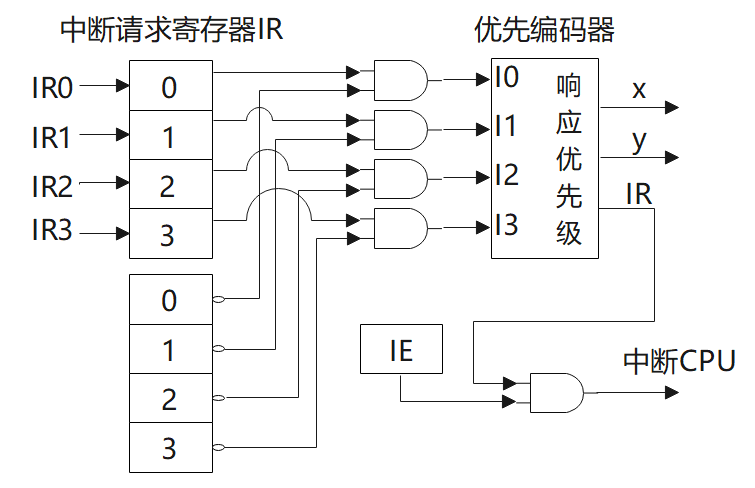 中断请求寄存器IR
优先编码器
IR0
IR1
IR2
IR3
0
1
2
3
0
1
2
3
I0
I1
I2
I3
响应优先级
x
y
IR
IE
中断CPU